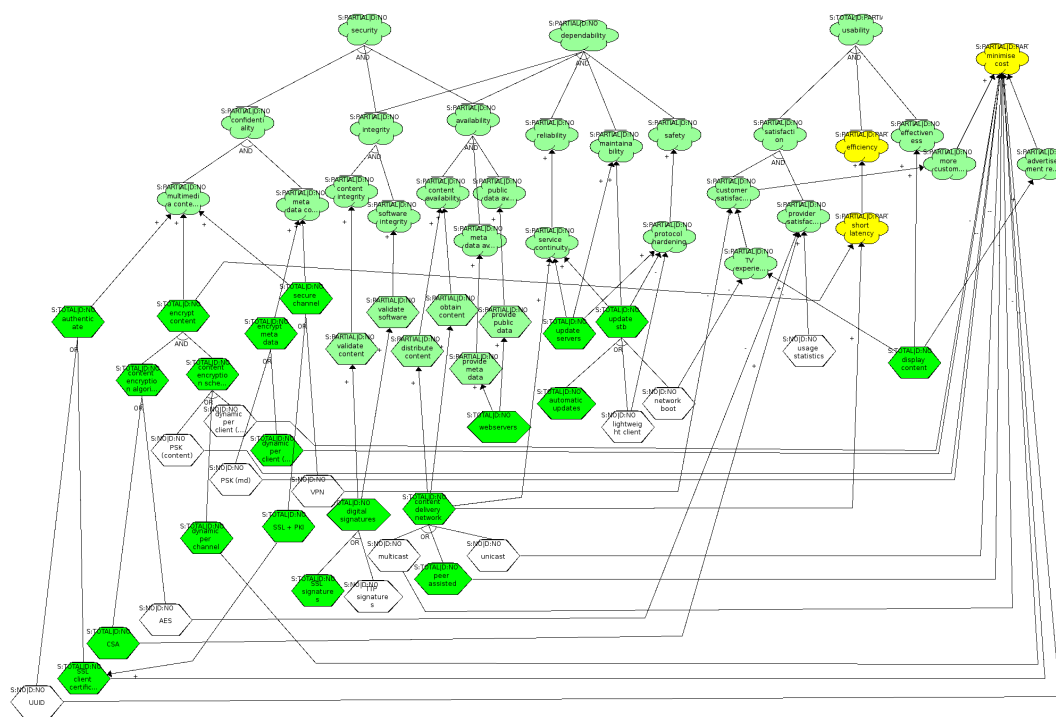 S:PARTIAL|D:NO
security
AND
S:PARTIAL|D:NO
dependability
AND
S:TOTAL|D:PARTI
usability
AND
S:PARTIAL|D:PAR
minimise
cost
S:PARTIAL|D:NO
confidenti
ality
AND
S:PARTIAL|D:NO
integrity
AND
S:PARTIAL|D:NO
availability
AND
S:PARTIAL|D:NO
reliability
S:PARTIAL|D:NO
maintaina
bility
S:PARTIAL|D:NO
safety
S:PARTIAL|D:NO
satisfacti
on
AND
S:PARTIAL|D:PAR
efficiency
S:PARTIAL|D:NO
effectiven
ess
S:PARTIAL|D:NO
more
custom...
S:PARTIAL|D:NO
advertise
ment re...
S:PARTIAL|D:NO
multimedi
a conte...
S:PARTIAL|D:NO
meta
data co...
S:PARTIAL|D:NO
content
integrity
S:PARTIAL|D:NO
software
integrity
S:PARTIAL|D:NO
content
availability
S:PARTIAL|D:NO
public
data av...
S:PARTIAL|D:NO
meta
data av...
S:PARTIAL|D:NO
service
continuity
S:PARTIAL|D:NO
protocol
hardening
S:PARTIAL|D:NO
customer
satisfac...
S:PARTIAL|D:NO
provider
satisfac...
S:PARTIAL|D:PAR
short
latency
S:PARTIAL|D:NO
TV
experie...
S:TOTAL|D:NO
authentic
ate
OR
S:TOTAL|D:NO
encrypt
content
AND
S:TOTAL|D:NO
secure
channel
OR
S:TOTAL|D:NO
encrypt
meta
data
OR
S:PARTIAL|D:NO
validate
software
S:PARTIAL|D:NO
validate
content
S:PARTIAL|D:NO
obtain
content
S:PARTIAL|D:NO
distribute
content
S:PARTIAL|D:NO
provide
public
data
S:PARTIAL|D:NO
provide
meta
data
S:TOTAL|D:NO
update
servers
S:TOTAL|D:NO
update
stb
OR
S:NO|D:NO
usage
statistics
S:TOTAL|D:NO
display
content
S:TOTAL|D:NO
content
encryptio
n algori...
OR
S:TOTAL|D:NO
content
encryptio
n sche...
OR
S:TOTAL|D:NO
automatic
updates
S:NO|D:NO
network
boot
S:NO|D:NO
lightweig
ht client
S:TOTAL|D:NO
webservers
S:NO|D:NO
dynamic
per
client (...
S:NO|D:NO
PSK
(content)
S:TOTAL|D:NO
dynamic
per
client (...
S:NO|D:NO
PSK (md)
S:NO|D:NO
VPN
S:TOTAL|D:NO
digital
signatures
OR
S:TOTAL|D:NO
content
delivery
network
OR
S:TOTAL|D:NO
dynamic
per
channel
S:TOTAL|D:NO
SSL + PKI
S:NO|D:NO
multicast
S:NO|D:NO
unicast
S:TOTAL|D:NO
peer
assisted
S:TOTAL|D:NO
SSL
signature
s
S:NO|D:NO
TTP
signature
s
S:NO|D:NO
AES
S:TOTAL|D:NO
CSA
S:TOTAL|D:NO
SSL
client
certific...
S:NO|D:NO
UUID